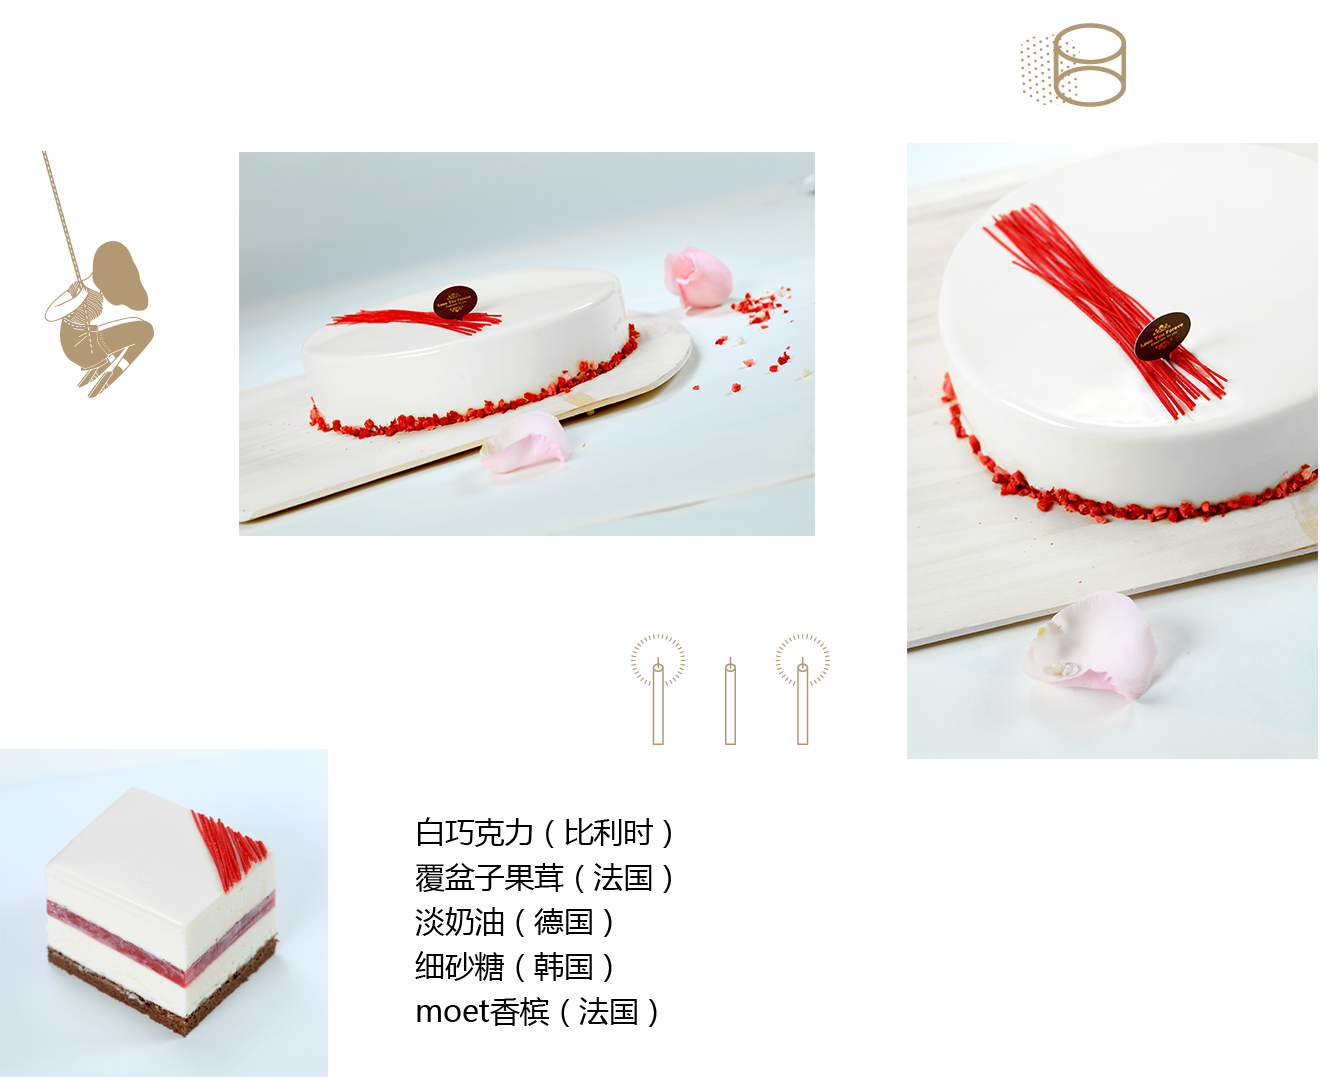 白巧克力（比利时）
覆盆子果茸（法国）
淡奶油（德国）
细砂糖（韩国）
moet香槟（法国）